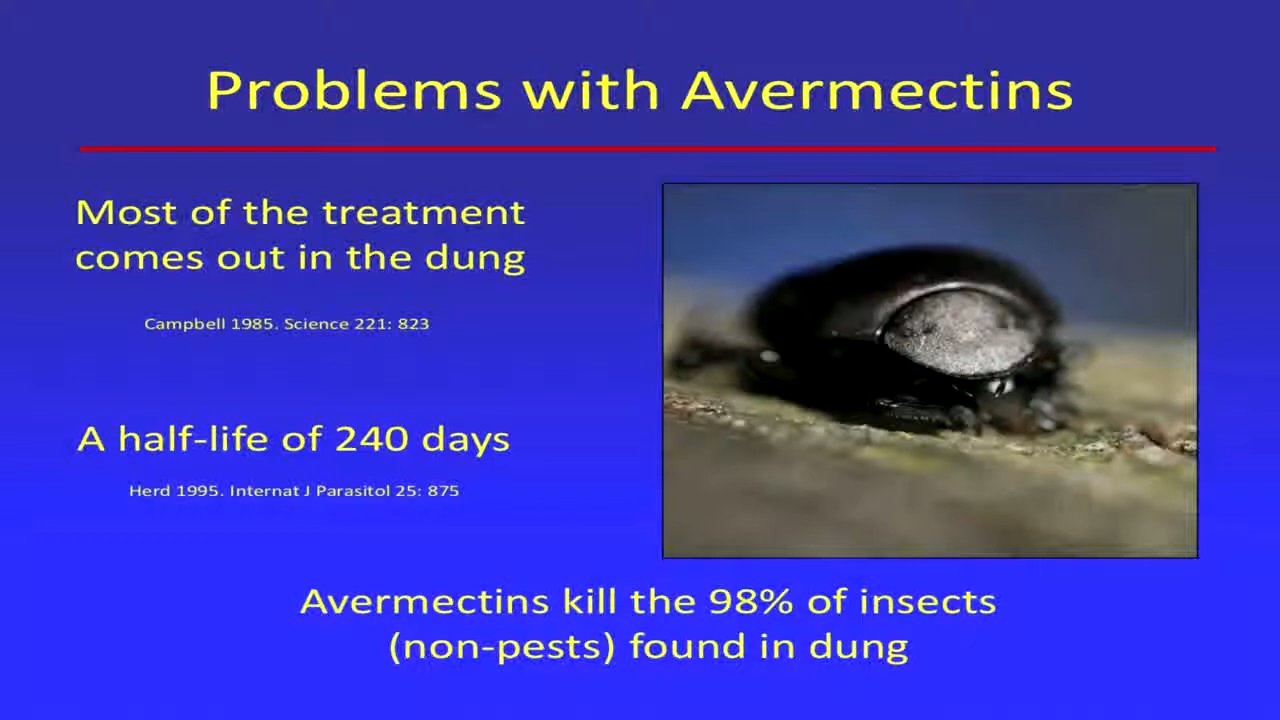 Problems with Avermectins
Most of the treatment
comes out in the dung
Campbell 1985. Science 221: 823
A half-life of 240 days
Herd 1995. Internat J Parasitol 25: 875
Avermectins kill the 98% of insects
(non-pests) found in dung